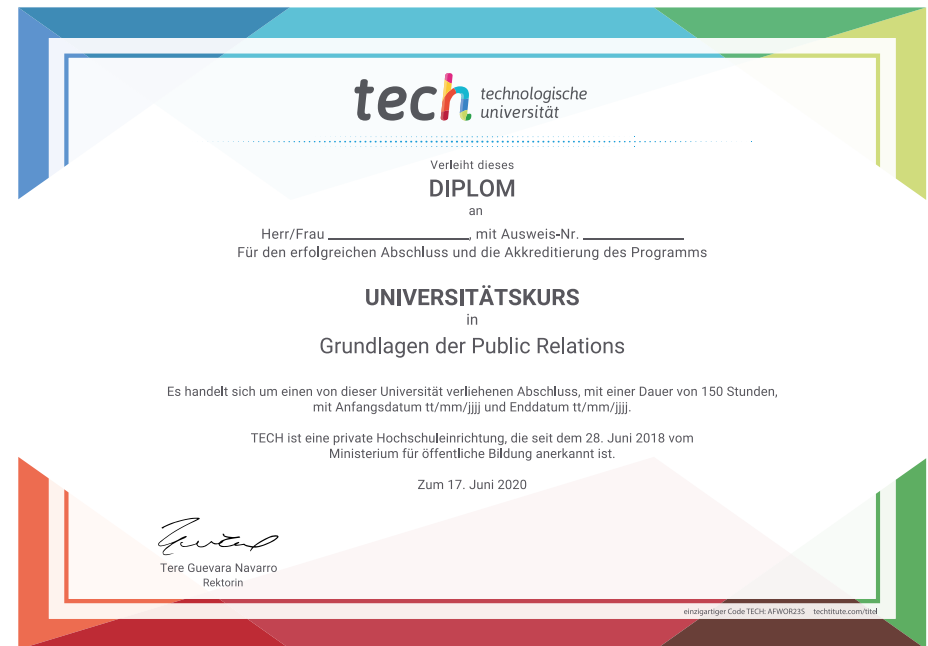 tech technologische
universität
Verleiht dieses
DIPLOM
an
Herr/Frau ____________________, mit Ausweis-Nr. ______________
Für den erfolgreichen Abschluss und die Akkreditierung des Programms
UNIVERSITÄTSKURS
in
Grundlagen der Public Relations
Es handelt sich um einen von dieser Universität verliehenen Abschluss, mit einer Dauer von 150 Stunden,
mit Anfangsdatum tt/mm/jjjj und Enddatum tt/mm/jjjj.
TECH ist eine private Hochschuleinrichtung, die seit dem 28. Juni 2018 vom
Ministerium für öffentliche Bildung anerkannt ist.
Zum 17. Juni 2020
Tere Guevara Navarro
Rektorin
einzigartiger Code TECH: AFWOR23S techtitute.com/titel